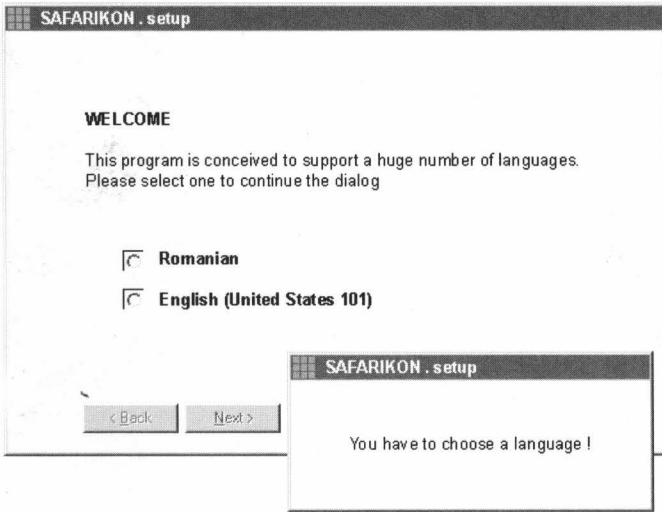 SAFARIKON . setup
WELCOME
This program is conceived to support a huge number of languages.
Please select one to continue the dialog
Romanian
English (United States 101)
< Back
Next >
SAFARIKON . setup
You have to choose a language !